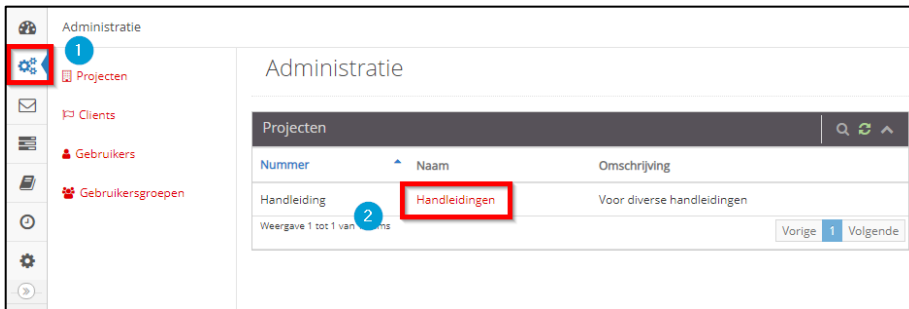 Administratie
1
Projecten
Clients
Gebruikers
Gebruikersgroepen
Administratie
Projecten
Nummer Naam Omschrijving
Handleiding Handleidingen Voor diverse handleidingen
2
Weergave 1 tot 1 van
Vorige 1 Volgende